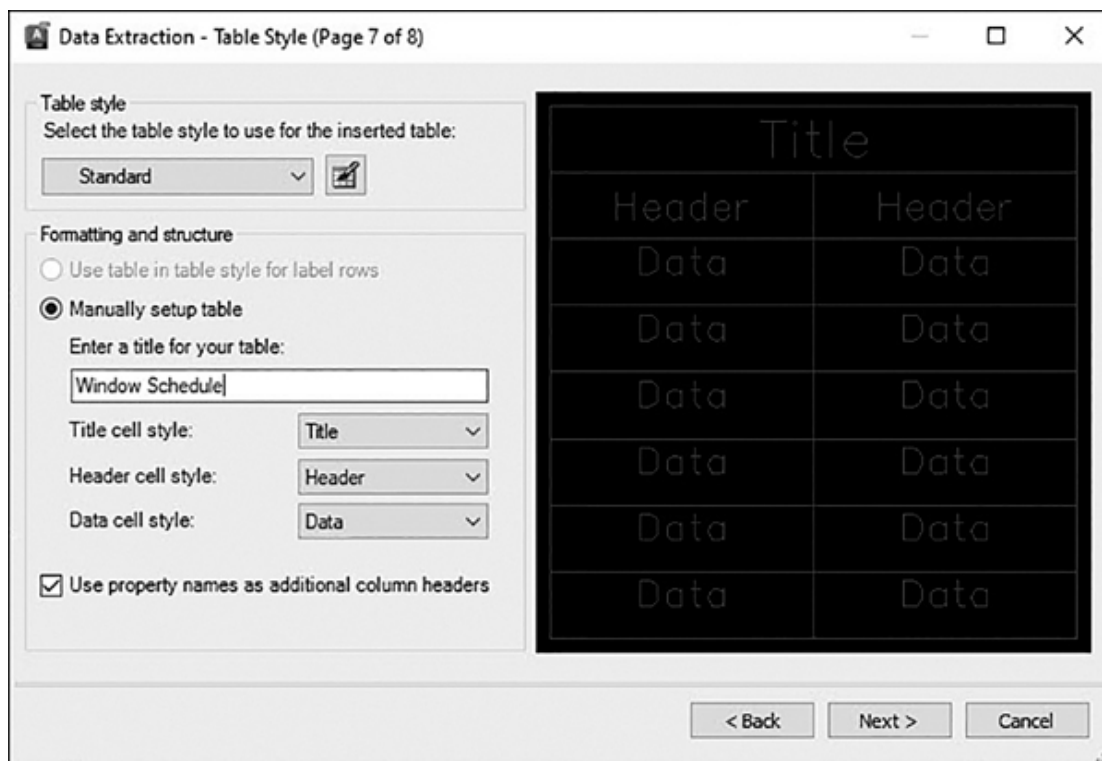 Data Extraction - Table Style (Page 7 of 8)
Table style
Select the table style to use for the inserted table:
Standard
Formatting and structure
Use table in table style for label rows
Manually setup table
Enter a title for your table:
Window Schedule
Title cell style: Title
Header cell style: Header
Data cell style: Data
Use property names as additional column headers
Title
Header Header
Data Data
Data Data
Data Data
Data Data
Data Data
Data Data
< Back Next > Cancel